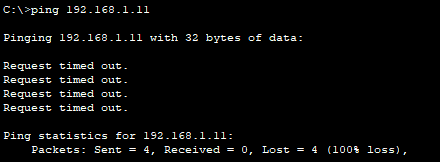 C:\>ping 192.168.1.11
Pinging 192.168.1.11 with 32 bytes of data:
Request timed out.
Request timed out.
Request timed out.
Request timed out.
Ping statistics for 192.168.1.11:
Packets: Sent = 4, Received = 0, Lost = 4 (100% loss),